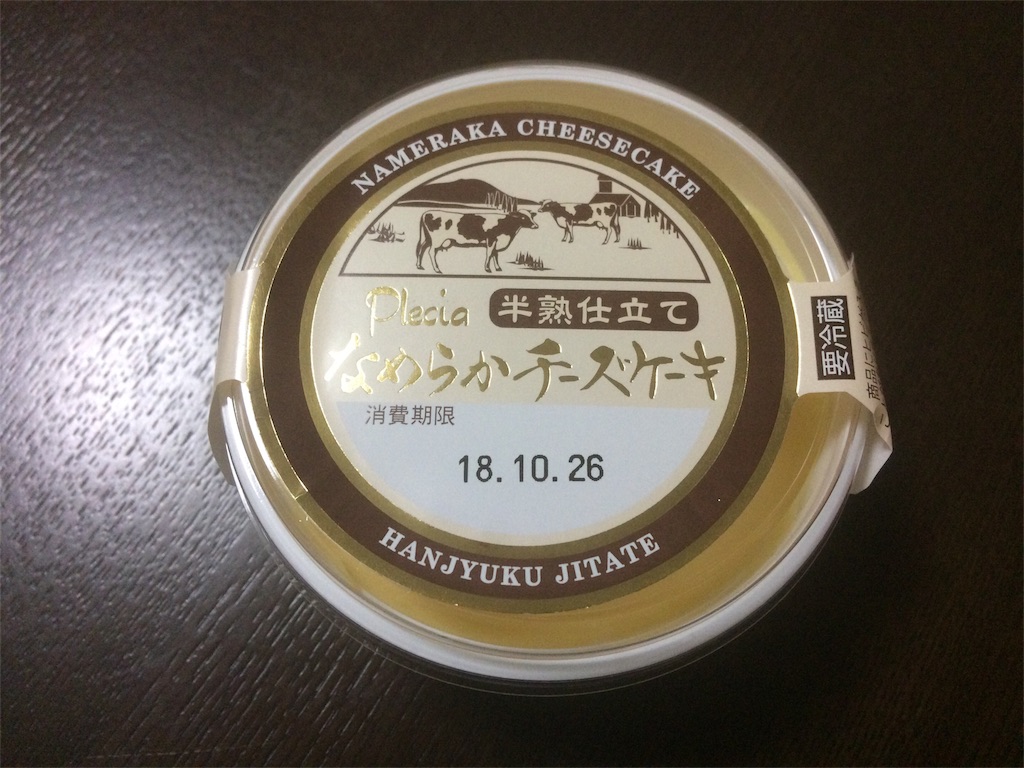 NAMERAKA CHEESECAKE
Plecia 半熟仕立て
なめらかチーズケーキ
消費期限
18.10.26
HANJYUKU JITATE
要冷蔵